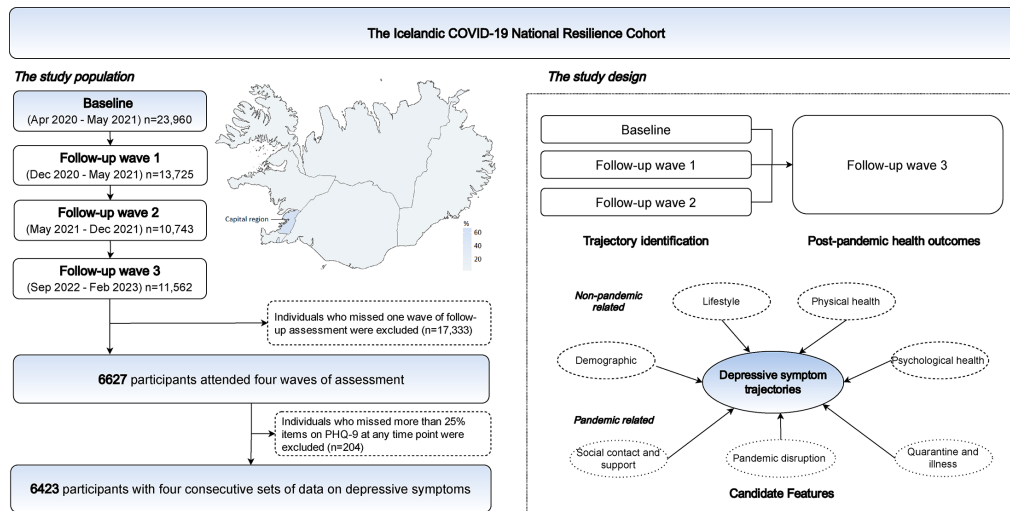 The Icelandic COVID-19 National Resilience Cohort
The study population
Baseline
(Apr 2020 - May 2021) n=23,960
Follow-up wave 1
(Dec 2020 - May 2021) n=13,725
Follow-up wave 2
(May 2021 - Dec 2021) n=10,743
Follow-up wave 3
(Sep 2022 - Feb 2023) n=11,562
Capital region
%
60
40
20
Individuals who missed one wave of follow-
up assessment were excluded (n=17,333)
6627 participants attended four waves of assessment
Individuals who missed more than 25%
items on PHQ-9 at any time point were
excluded (n=204)
6423 participants with four consecutive sets of data on depressive symptoms
The study design
Baseline
Follow-up wave 1
Follow-up wave 2
Follow-up wave 3
Trajectory identification
Post-pandemic health outcomes
Non-pandemic
related
Lifestyle
Physical health
Demographic
Psychological health
Depressive symptom
trajectories
Pandemic related
Social contact and
support
Pandemic disruption
Quarantine and
illness
Candidate Features